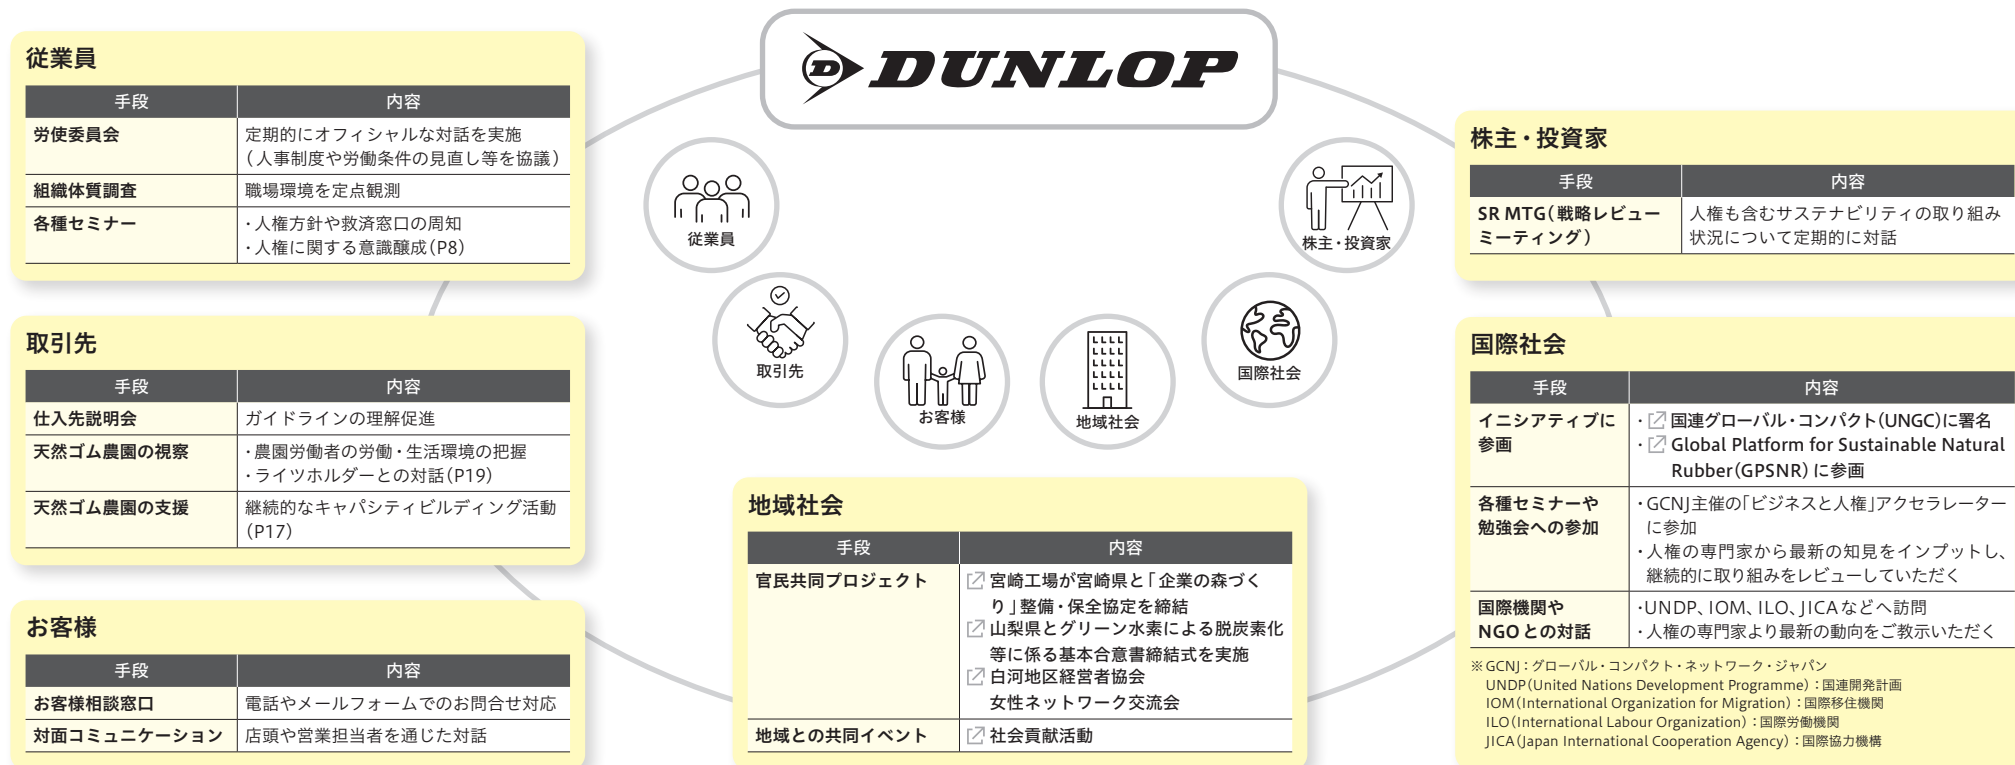 従業員
手段 内容
労使委員会 定期的にオフィシャルな対話を実施
（人事制度や労働条件の見直し等を協議）
組織体質調査 職場環境を定点観測
各種セミナー ・人権方針や救済窓口の周知
・人権に関する意識醸成(P8)
取引先
手段 内容
仕入先説明会 ガイドラインの理解促進
天然ゴム農園の視察 ・農園労働者の労働・生活環境の把握
・ライツホルダーとの対話(P19)
天然ゴム農園の支援 継続的なキャパシティビルディング活動
(P17)
お客様
手段 内容
お客様相談窓口 電話やメールフォームでのお問合せ対応
対面コミュニケーション 店頭や営業担当者を通じた対話
D DUNLOP
従業員
取引先
お客様
地域社会
国際社会
株主・投資家
地域社会
手段 内容
官民共同プロジェクト 宮崎工場が宮崎県と「企業の森づく
り」整備・保全協定を締結
山梨県とグリーン水素による脱炭素化
等に係る基本合意書締結式を実施
白河地区経営者協会
女性ネットワーク交流会
地域との共同イベント 社会貢献活動
株主・投資家
手段 内容
SR MTG（戦略レビュー 人権も含むサステナビリティの取り組み
ミーティング） 状況について定期的に対話
国際社会
手段 内容
イニシアティブに ・国連グローバル・コンパクト(UNGC)に署名
参画 ・Global Platform for Sustainable Natural
Rubber(GPSNR)に参画
各種セミナーや ・GCNJ主催の「ビジネスと人権」アクセラレーター
勉強会への参加 に参加
・人権の専門家から最新の知見をインプットし、
継続的に取り組みをレビューしていただく
国際機関や ・UNDP、IOM、ILO、JICAなどへ訪問
NGOとの対話 ・人権の専門家より最新の動向をご教示いただく
※GCNJ：グローバル・コンパクト・ネットワーク・ジャパン
UNDP(United Nations Development Programme)：国連開発計画
IOM(International Organization for Migration)：国際移住機関
ILO(International Labour Organization)：国際労働機関
JICA(Japan International Cooperation Agency)：国際協力機構